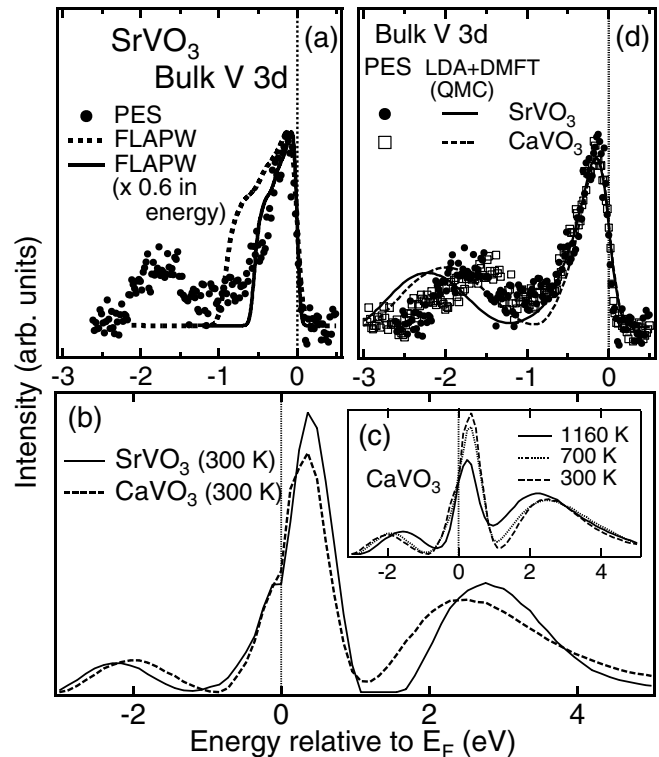 SrVO3 (a)
Bulk V 3d
PES
FLAPW
FLAPW
(x 0.6 in
energy)
-3 -2 -1 0
Bulk V 3d (d)
PES LDA+DMFT
(QMC)
SrVO3
CaVO3
-3 -2 -1 0
Intensity (arb. units)
(b)
SrVO3 (300 K)
CaVO3 (300 K)
(c)
1160 K
CaVO3
700 K
300 K
-2 0 2 4
-2 0 2 4
Energy relative to EF (eV)